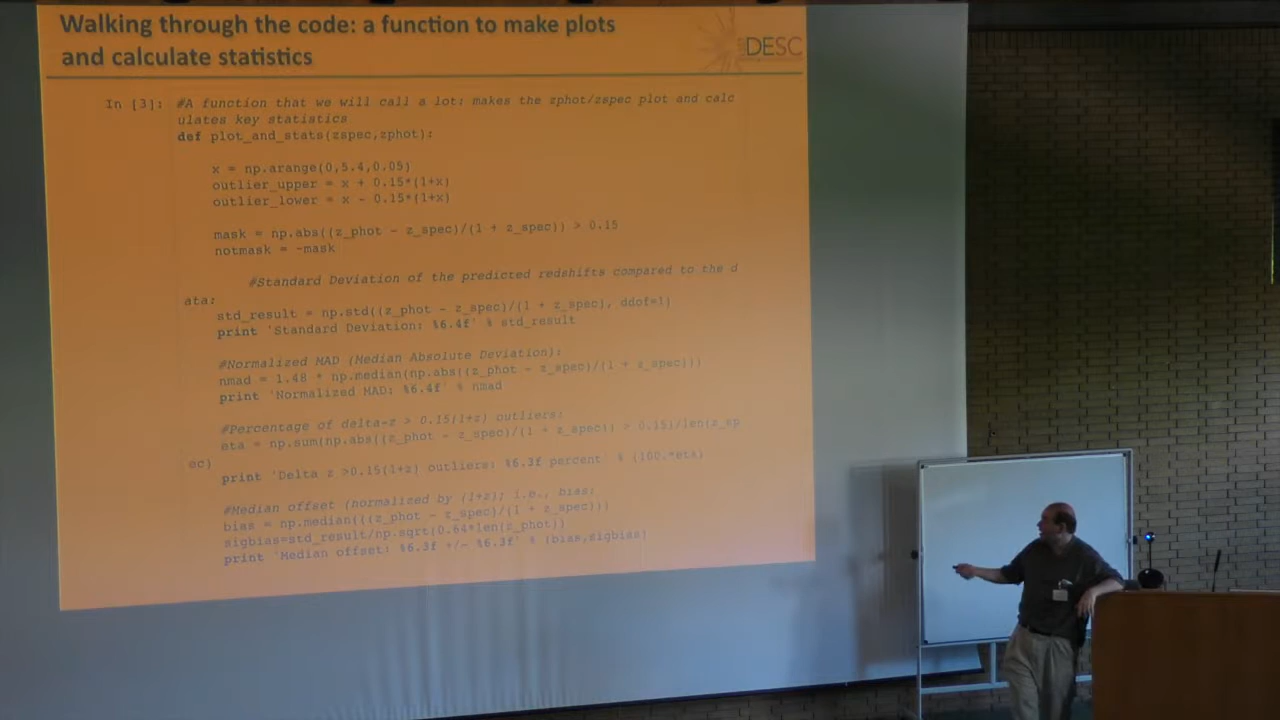 Walking through the code: a function to make plots
and calculate statistics
DESC
In [3]: #A function that we will call a lot: makes the zphot/zspec plot and calc
ulates key statistics
def plot_and_stats(zspec,zphot):
x = np.arange(0,5.4,0.05)
outlier_upper = x + 0.15*(1+x)
outlier_lower = x - 0.15*(1+x)
mask = np.abs((z_phot - z_spec)/(1 + z_spec)) > 0.15
notmask = ~mask
#Standard Deviation of the predicted redshifts compared to the d
ata:
std_result = np.std((z_phot - z_spec)/(1 + z_spec), ddof=1)
print 'Standard Deviation: %6.4f' % std_result
#Normalized MAD (Median Absolute Deviation):
nmad = 1.48 * np.median(np.abs((z_phot - z_spec)/(1 + z_spec)))
print 'Normalized MAD: %6.4f' % nmad
#Percentage of delta-z > 0.15(1+z) outliers:
eta = np.sum(np.abs((z_phot - z_spec)/(1 + z_spec)) > 0.15)/len(z_sp
ec)
print 'Delta z >0.15(1+z) outliers: %6.3f percent' % (100.*eta)
#Median offset (normalized by (1+z); i.e., bias:
bias = np.median(((z_phot - z_spec)/(1 + z_spec)))
sigbias=std_result/np.sqrt(0.64*len(z_phot))
print 'Median offset: %6.3f +/- %6.3f' % (bias,sigbias)